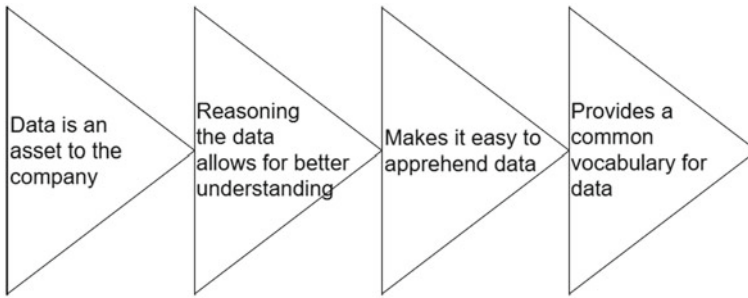 Data is an
asset to the
company
Reasoning
the data
allows for better
understanding
Makes it easy to
apprehend data
Provides a
common
vocabulary for
data